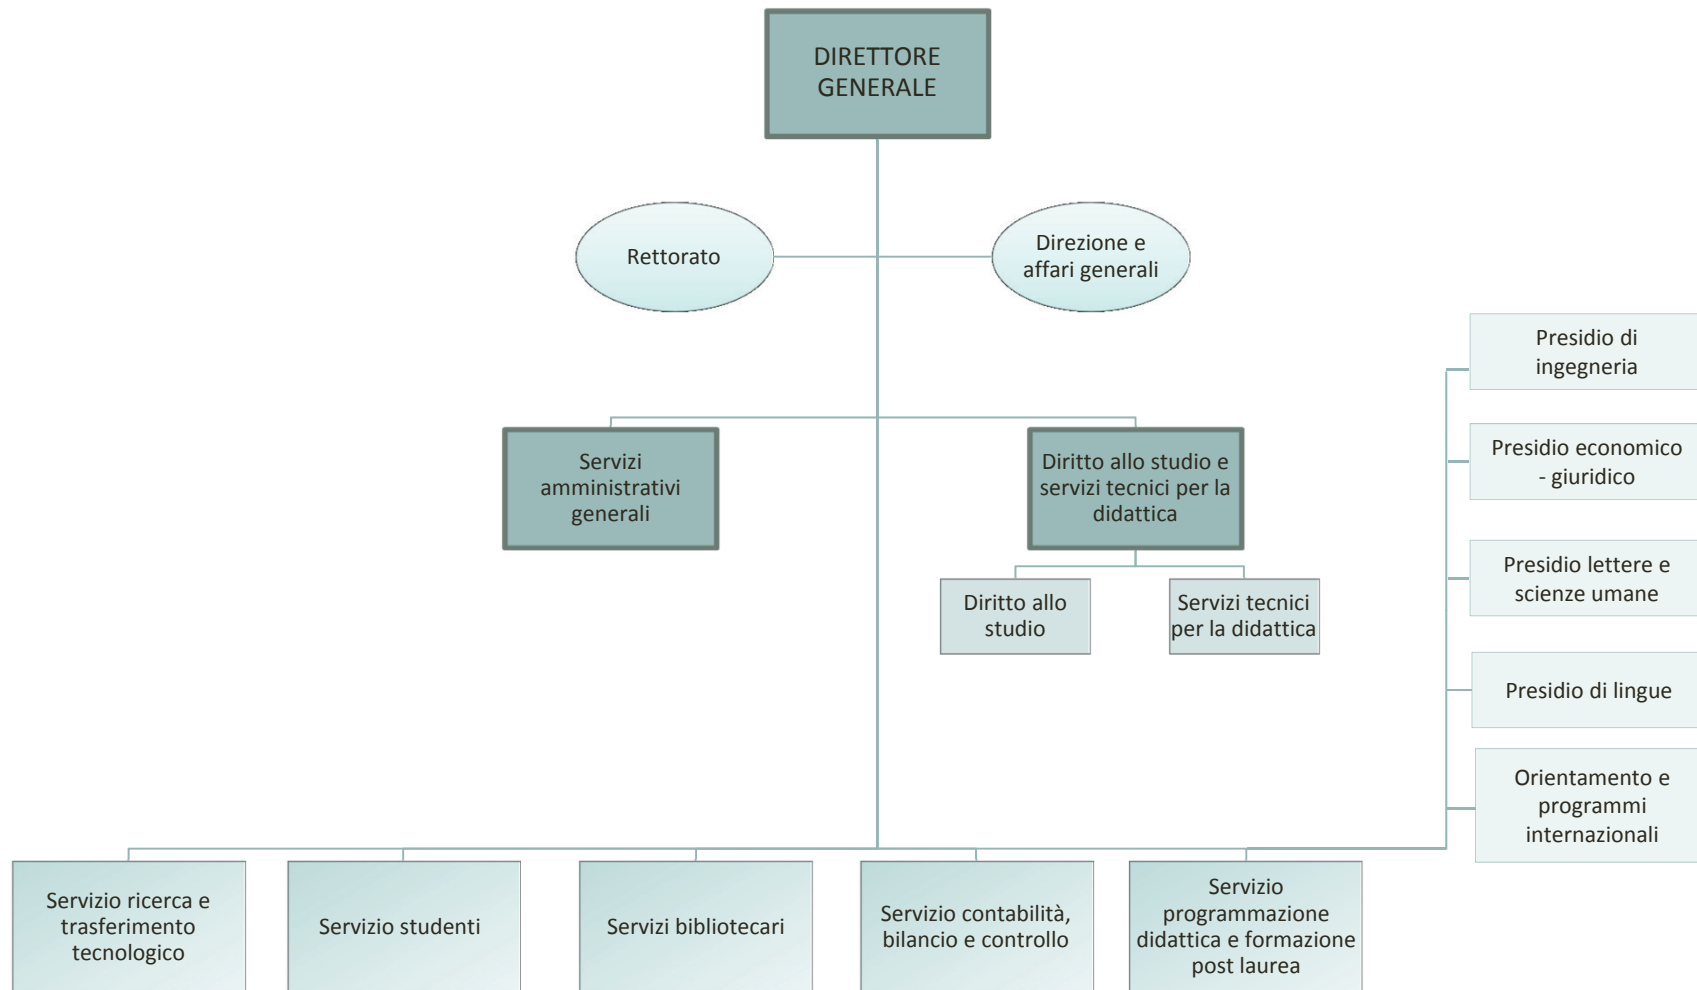 DIRETTORE
GENERALE
Rettorato
Direzione e
affari generali
Presidio di
ingegneria
Presidio economico
- giuridico
Presidio lettere e
scienze umane
Presidio di lingue
Orientamento e
programmi
internazionali
Servizi
amministrativi
generali
Diritto allo studio e
servizi tecnici per la
didattica
Diritto allo
studio
Servizi tecnici
per la didattica
Servizio ricerca e
trasferimento
tecnologico
Servizio studenti
Servizi bibliotecari
Servizio contabilità,
bilancio e controllo
Servizio
programmazione
didattica e formazione
post laurea